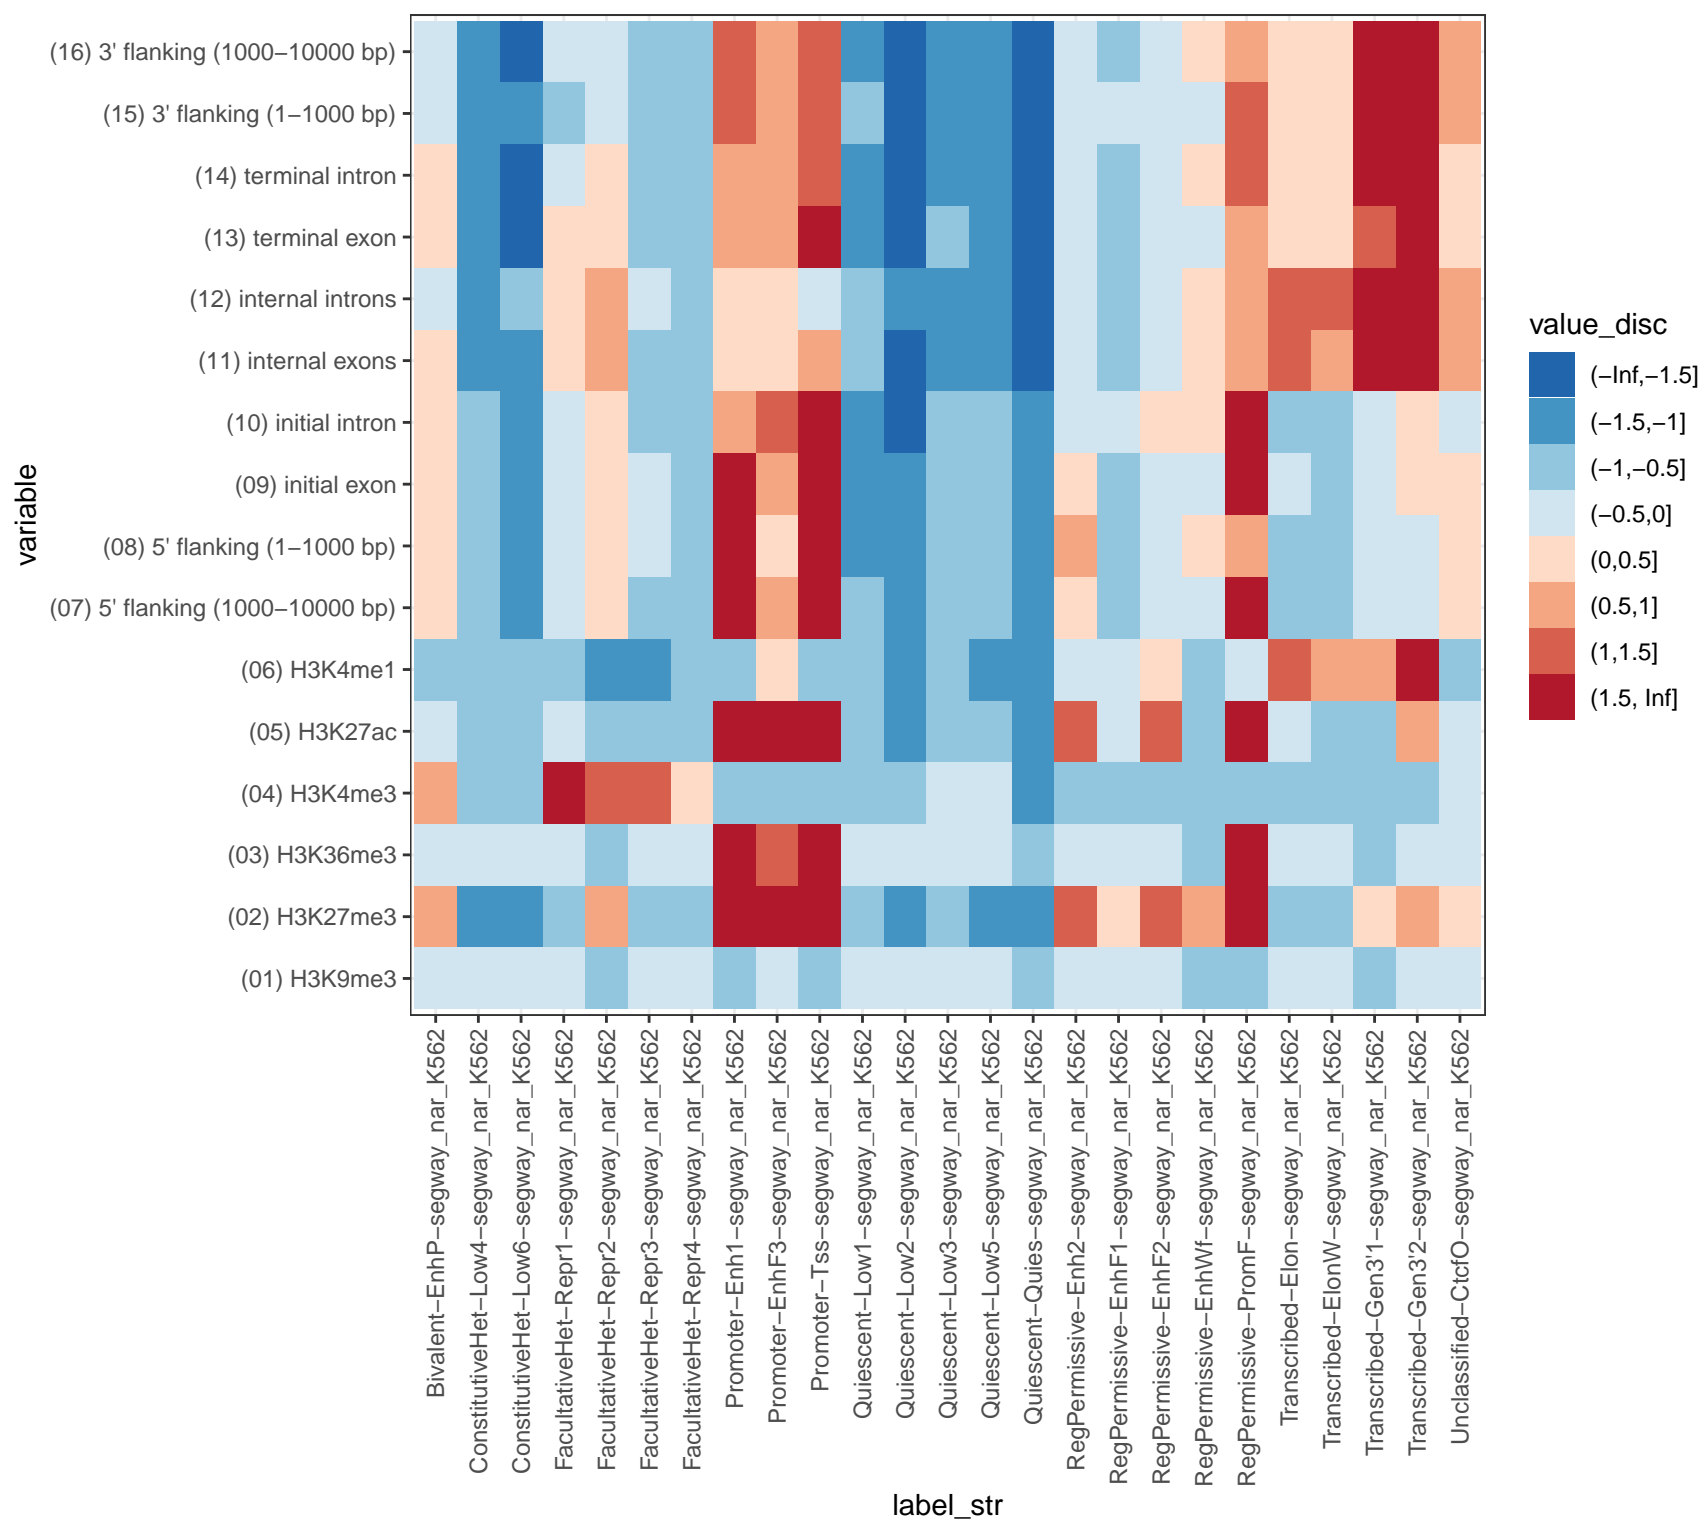 (16) 3' flanking (1000−10000 bp)
(15) 3' flanking (1−1000 bp)
(14) terminal intron
(13) terminal exon
(12) internal introns
(11) internal exons
(10) initial intron
(09) initial exon
(08) 5' flanking (1−1000 bp)
(07) 5' flanking (1000−10000 bp)
(06) H3K4me1
(05) H3K27ac
(04) H3K4me3
(03) H3K36me3
(02) H3K27me3
(01) H3K9me3
variable
Bivalent−EnhP−segway_nar_K562
ConstitutiveHet−Low4−segway_nar_K562
ConstitutiveHet−Low6−segway_nar_K562
FacultativeHet−Repr1−segway_nar_K562
FacultativeHet−Repr2−segway_nar_K562
FacultativeHet−Repr3−segway_nar_K562
FacultativeHet−Repr4−segway_nar_K562
Promoter−Enh1−segway_nar_K562
Promoter−EnhF3−segway_nar_K562
Promoter−Tss−segway_nar_K562
Quiescent−Low1−segway_nar_K562
Quiescent−Low2−segway_nar_K562
Quiescent−Low3−segway_nar_K562
Quiescent−Low5−segway_nar_K562
Quiescent−Quies−segway_nar_K562
RegPermissive−Enh2−segway_nar_K562
RegPermissive−EnhF1−segway_nar_K562
RegPermissive−EnhF2−segway_nar_K562
RegPermissive−EnhWf−segway_nar_K562
RegPermissive−PromF−segway_nar_K562
Transcribed−Elon−segway_nar_K562
Transcribed−ElonW−segway_nar_K562
Transcribed−Gen3'1−segway_nar_K562
Transcribed−Gen3'2−segway_nar_K562
Unclassified−CtcfO−segway_nar_K562
label_str
value_disc
(−Inf,−1.5]
(−1.5,−1]
(−1,−0.5]
(−0.5,0]
(0,0.5]
(0.5,1]
(1,1.5]
(1.5, Inf]